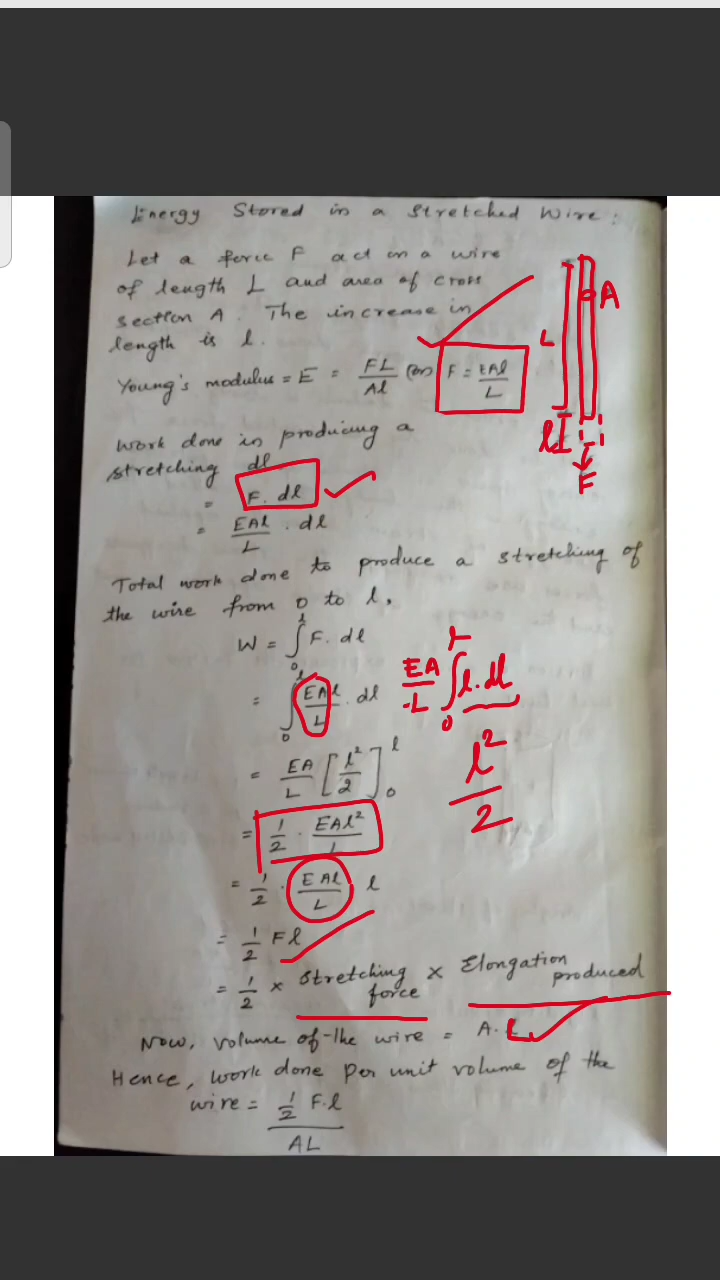 Energy Stored in a stretched Wire :
Let a force F act on a wire
of length L and area of cross
section A. The increase in
length is l.
Young's modulus = E = FL/Al (or) F = EAl/L
Work done in producing a
stretching dl
= F. dl
= EAl/L . dl
Total work done to produce a stretching of
the wire from 0 to l,
W = ∫₀ˡ F. dl
= ∫₀ˡ EAl/L . dl
= EA/L [l²/2]₀ˡ
= 1/2 . EAl²/L
= 1/2 . EAl/L l
= 1/2 Fl
= 1/2 × Stretching force × Elongation produced
Now, volume of the wire = A. L
Hence, work done per unit volume of the
wire = 1/2 F.l / AL
A
L
l
F
EA/L ∫₀ˡ l.dl
l²/2